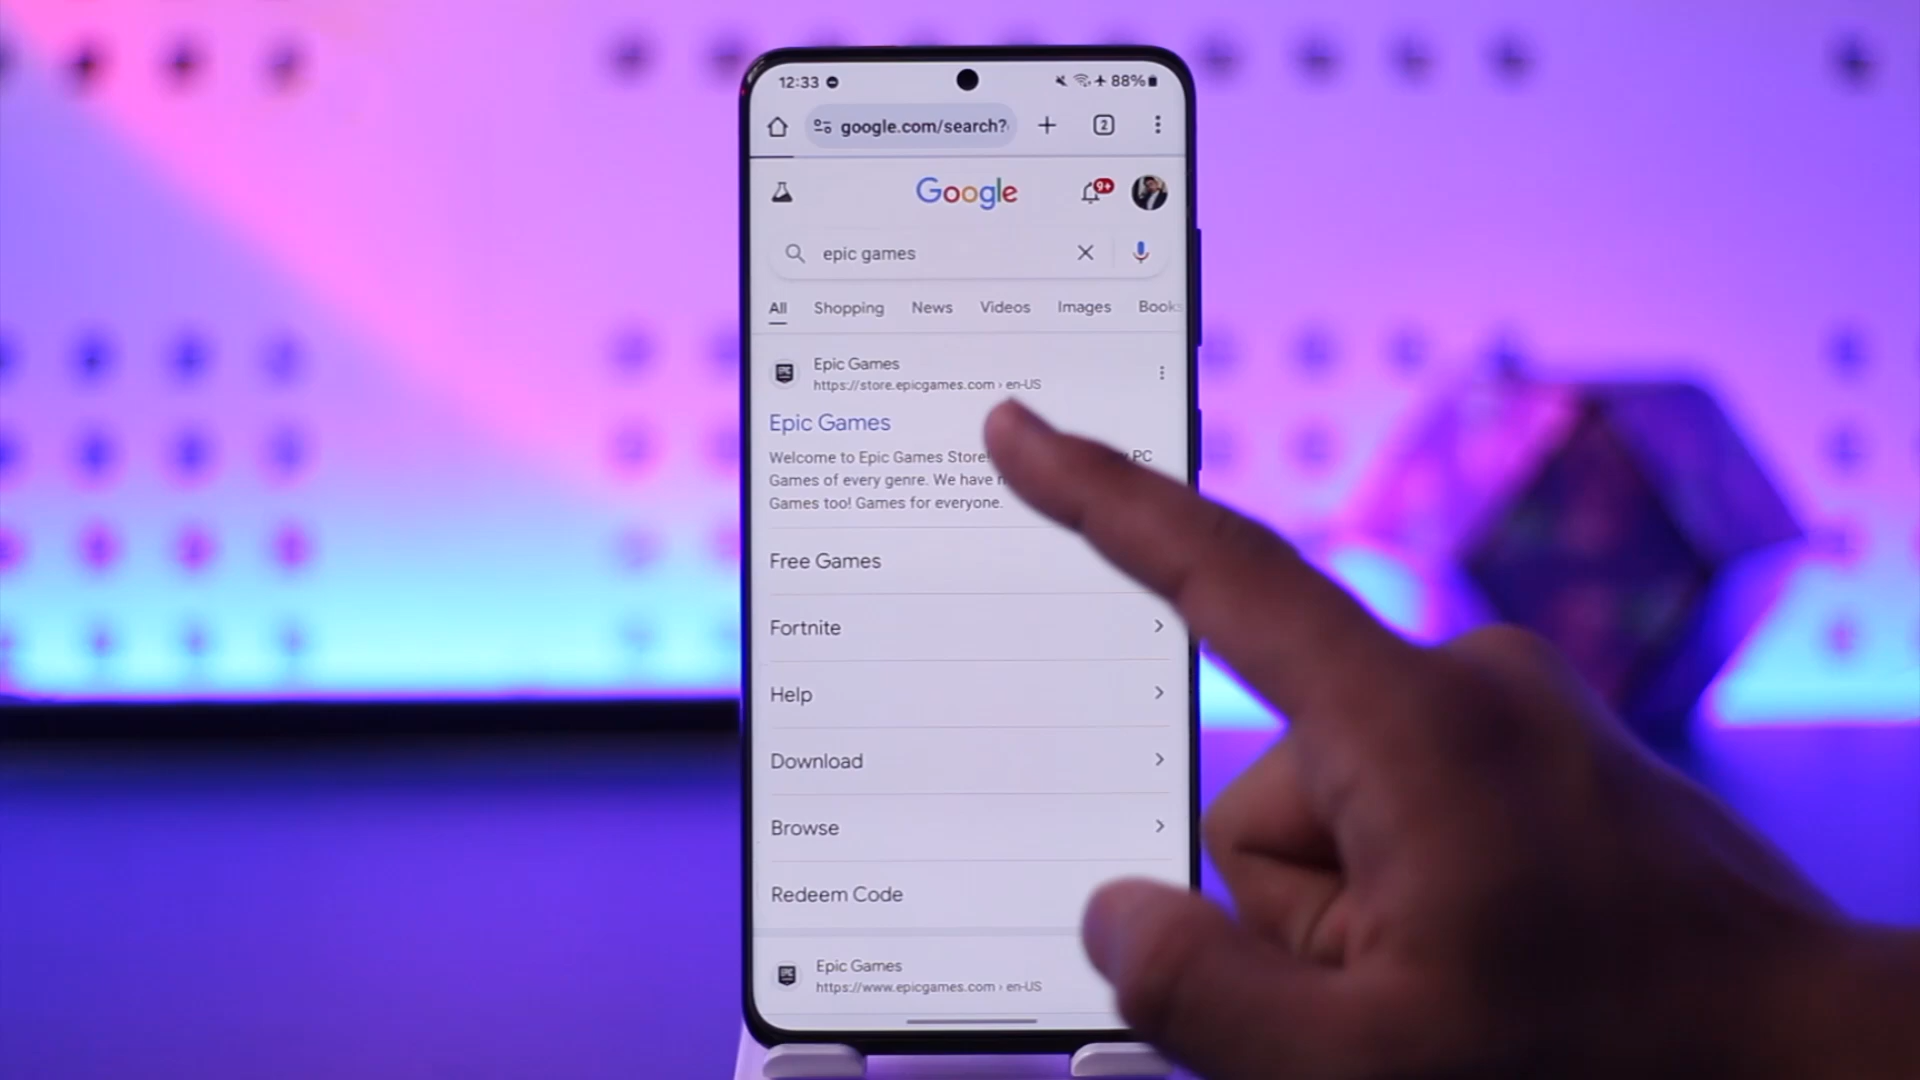 12:33 88%
google.com/search? 2
Google 9+
epic games
All Shopping News Videos Images Book
Epic Games
https://store.epicgames.com › en-US
Epic Games
Welcome to Epic Games Store! PC
Games of every genre. We have
Games too! Games for everyone.
Free Games
Fortnite
Help
Download
Browse
Redeem Code
Epic Games
https://www.epicgames.com › en-US